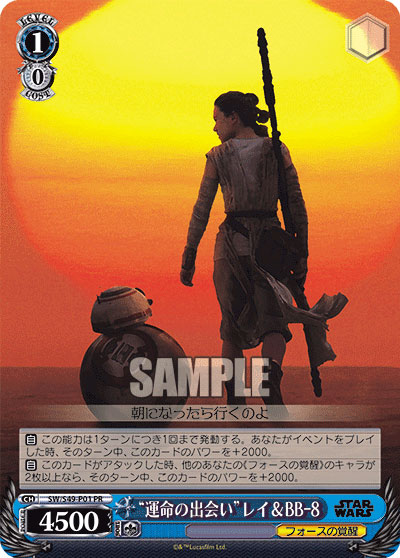 LEVEL
1
0
COST
SAMPLE
朝になったら行くのよ
自 この能力は1ターンにつき1回まで発動する。あなたがイベントをプレイ
した時、そのターン中、このカードのパワーを+2000。
自 このカードがアタックした時、他のあなたの《フォースの覚醒》のキャラが
2枚以上なら、そのターン中、このカードのパワーを+2000。
CH
SW/S49-P01 PR
4500
“運命の出会い”レイ&BB-8
STAR
WARS
©&™Lucasfilm Ltd.
フォースの覚醒